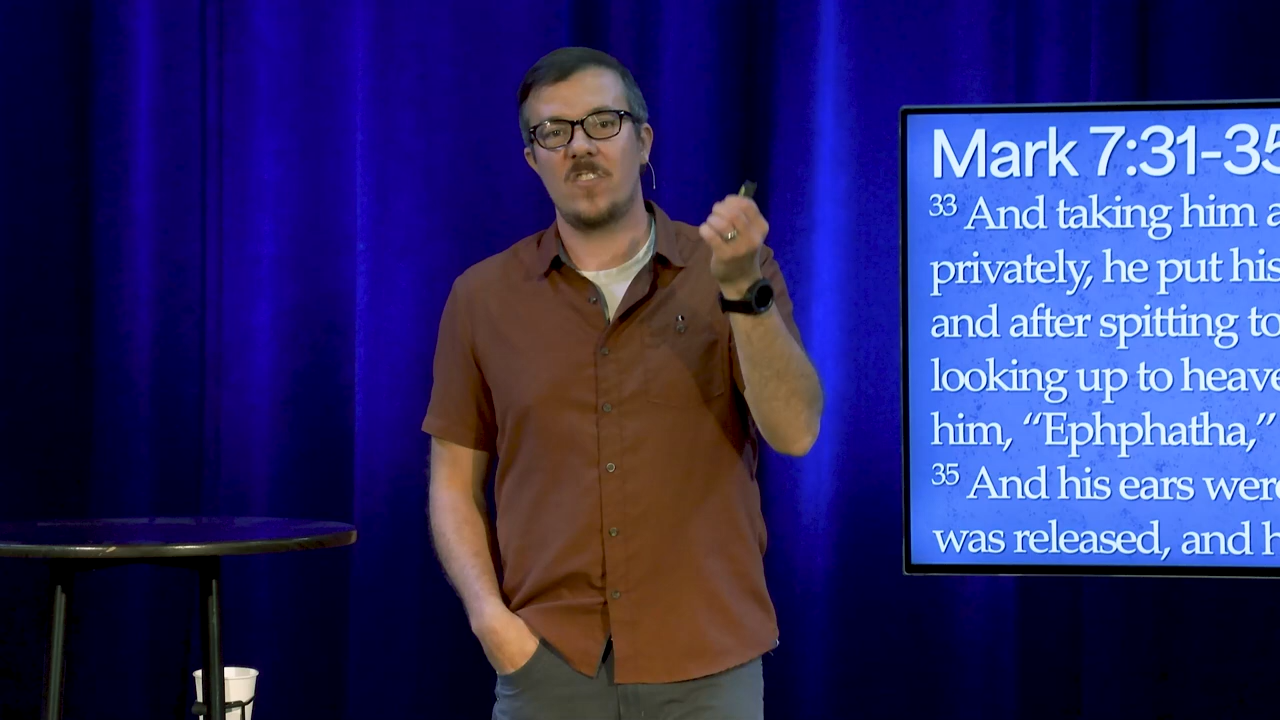 Mark 7:31-35
33 And taking him a
privately, he put his
and after spitting to
looking up to heave
him, “Ephphatha,”
35 And his ears were
was released, and h